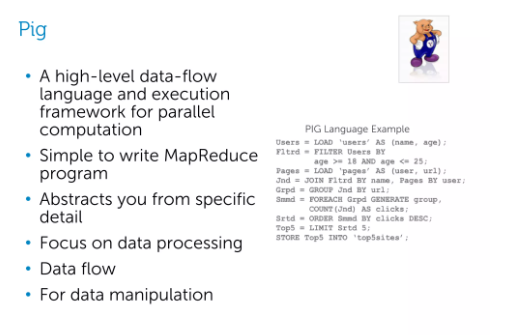 Pig
• A high-level data-flow
language and execution
framework for parallel
computation
• Simple to write MapReduce
program
• Abstracts you from specific
detail
• Focus on data processing
• Data flow
• For data manipulation
PIG Language Example
Users = LOAD 'users' AS (name, age);
Fltrd = FILTER Users BY
age >= 18 AND age <= 25;
Pages = LOAD 'pages' AS (user, url);
Jnd = JOIN Fltrd BY name, Pages BY user;
Grpd = GROUP Jnd BY url;
Smmd = FOREACH Grpd GENERATE group,
COUNT(Jnd) AS clicks;
Srtd = ORDER Smmd BY clicks DESC;
Top5 = LIMIT Srtd 5;
STORE Top5 INTO 'top5sites';